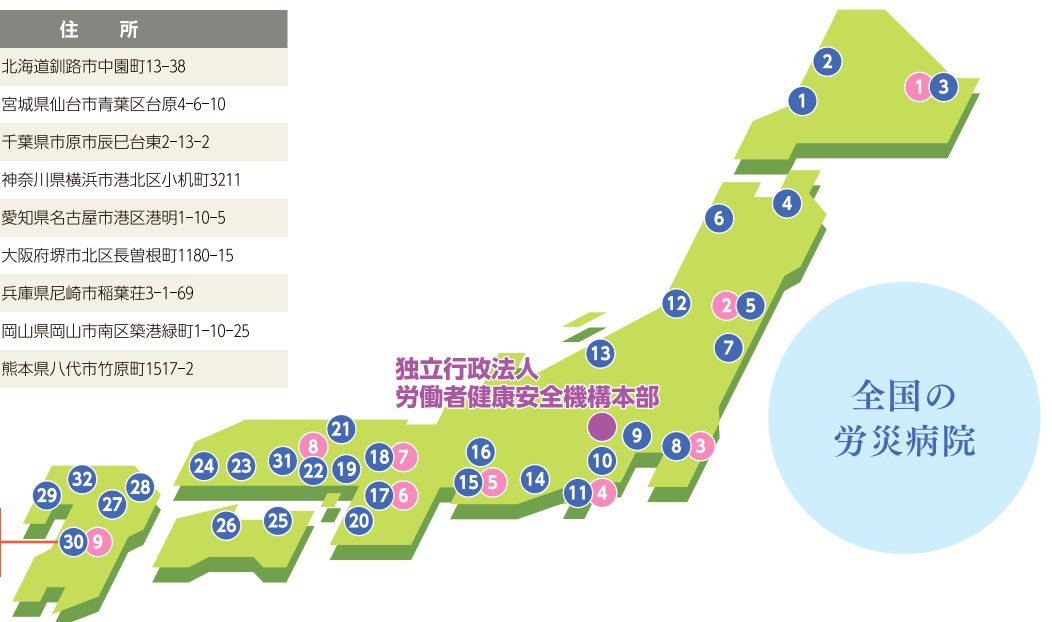 住 所
北海道釧路市中園町13-38
宮城県仙台市青葉区台原4-6-10
千葉県市原市辰巳台東2-13-2
神奈川県横浜市港北区小机町3211
愛知県名古屋市港区港明1-10-5
大阪府堺市北区長曽根町1180-15
兵庫県尼崎市稲葉荘3-1-69
岡山県岡山市南区築港緑町1-10-25
熊本県八代市竹原町1517-2
2
1 3
1
4
6
12
2 5
7
13
独立行政法人
労働者健康安全機構本部
全国の
労災病院
9
8 3
10
11 4
14
16
15 5
21
8
22
31
23
24
19
18 7
17 6
20
25
26
32
28
29
27
30 9